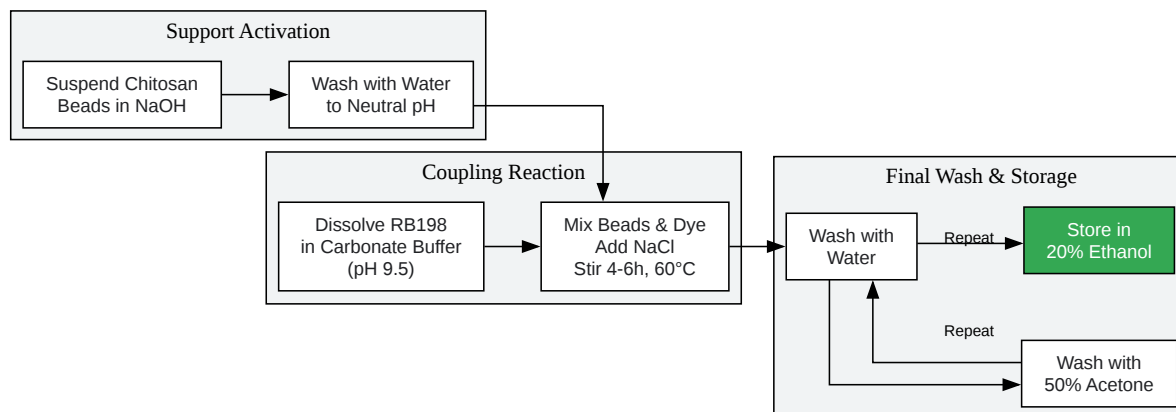 Support Activation
Suspend Chitosan
Beads in NaOH
Wash with Water
to Neutral pH
Coupling Reaction
Dissolve RB198
in Carbonate Buffer
(pH 9.5)
Mix Beads & Dye
Add NaCl
Stir 4-6h, 60°C
Final Wash & Storage
Wash with
Water
Repeat
Store in
20% Ethanol
Repeat
Wash with
50% Acetone